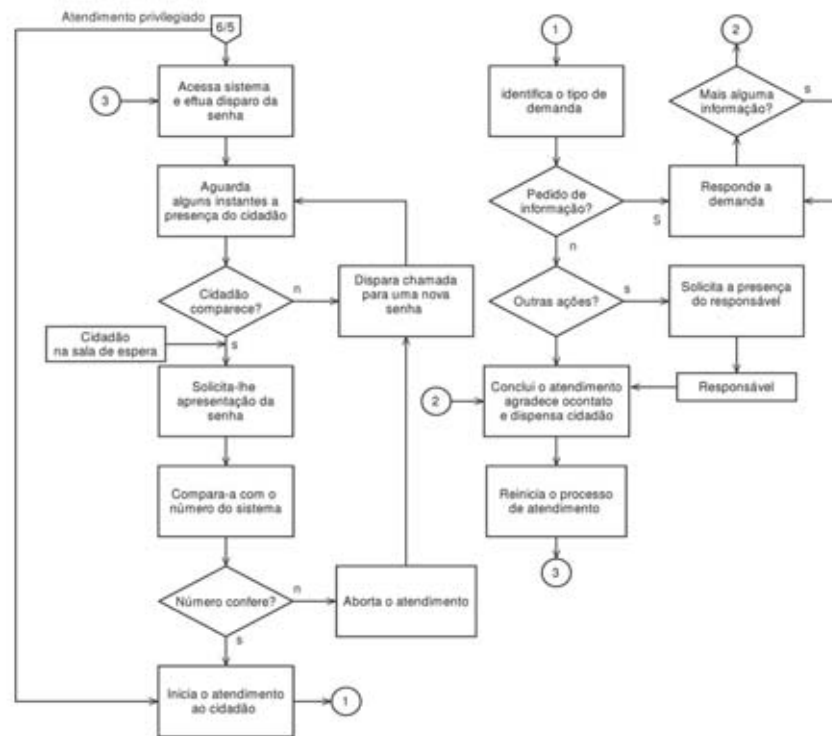 Atendimento privilegiado
6/5
3
Acessa sistema
e eftua disparo da
senha
Aguarda
alguns instantes a
presença do cidadão
Cidadão
comparece?
n
s
Dispara chamada
para uma nova
senha
Cidadão
na sala de espera
Solicita-lhe
apresentação da
senha
Compara-a com o
número do sistema
Número confere?
n
s
Aborta o atendimento
Inicia o atendimento
ao cidadão
1
1
identifica o tipo de
demanda
Pedido de
informação?
S
n
Responde a
demanda
Mais alguma
informação?
s
2
Outras ações?
s
Solicita a presença
do responsável
Responsável
2
Conclui o atendimento
agradece ocontato
e dispensa cidadão
Reinicia o processo
de atendimento
3